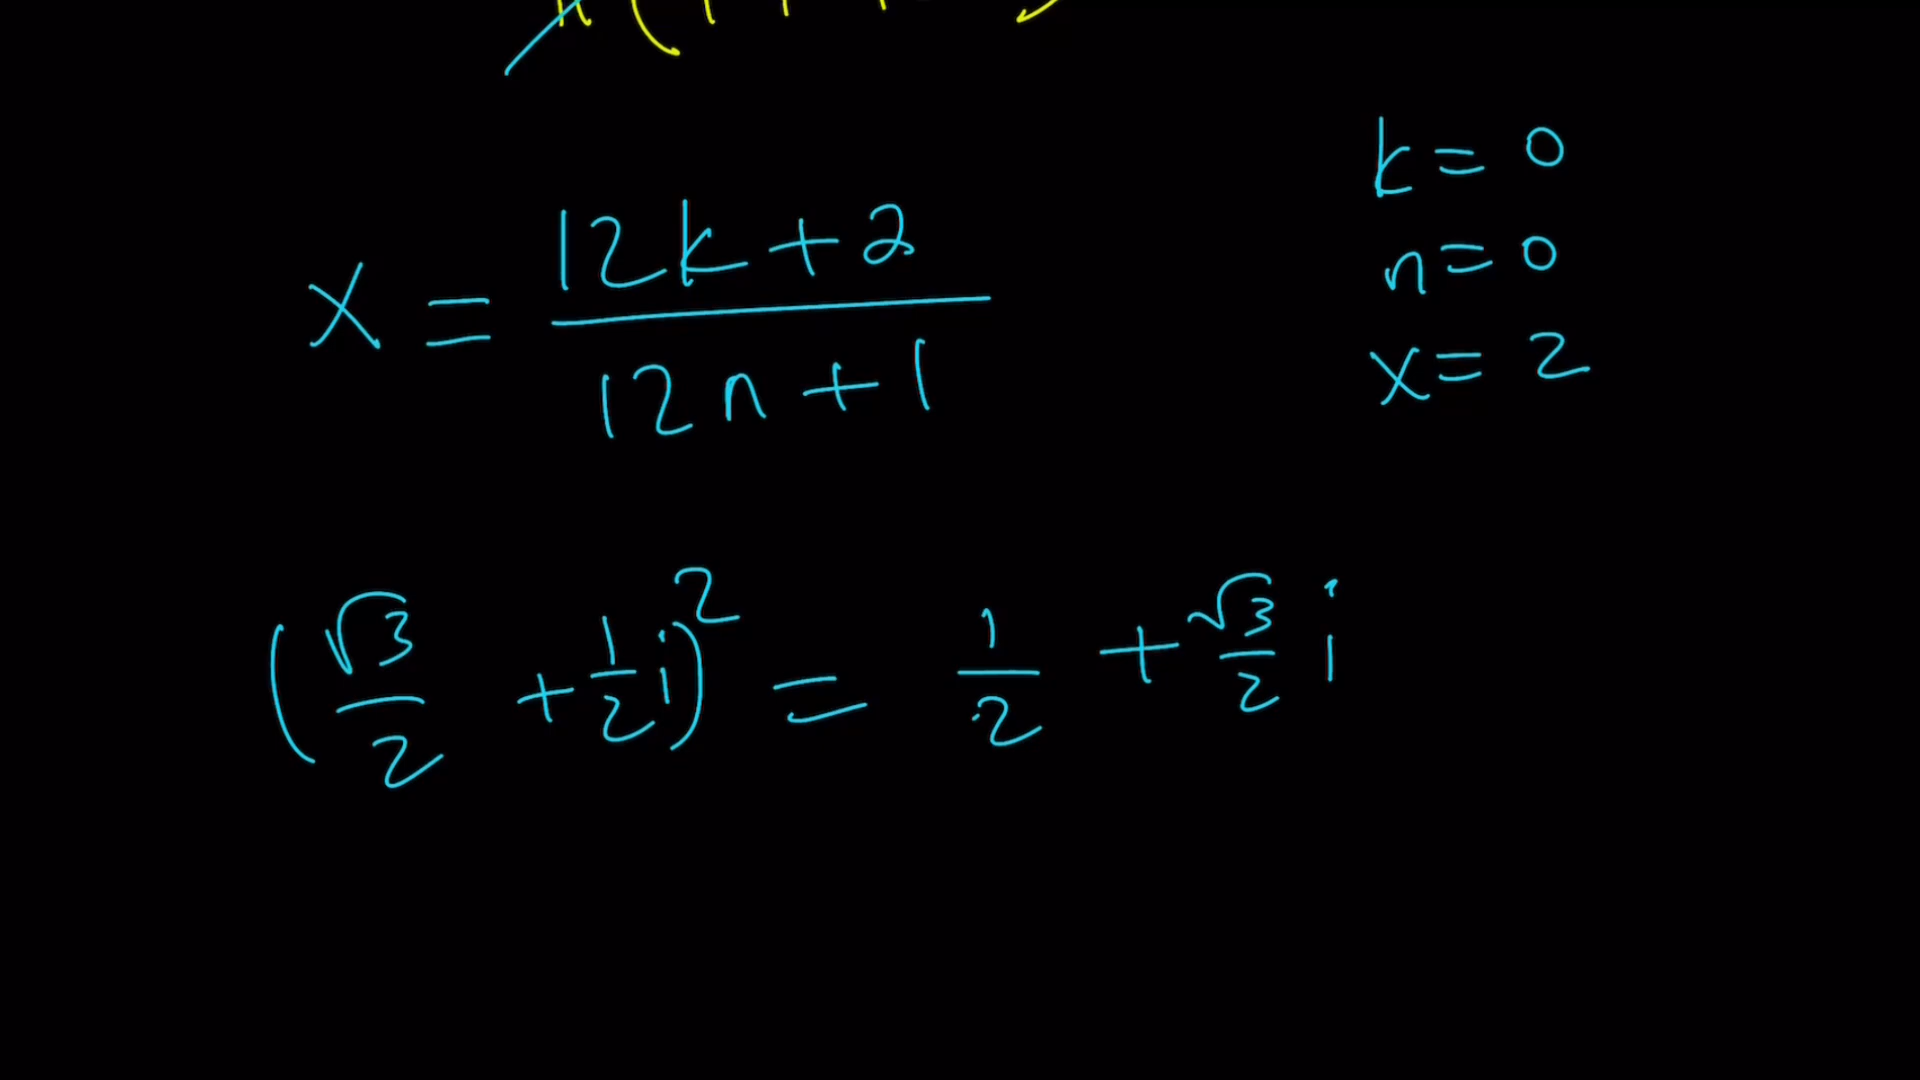 x = (12k + 2)/(12n + 1)
k = 0
n = 0
x = 2
(√3/2 + 1/2 i)² = 1/2 + √3/2 i